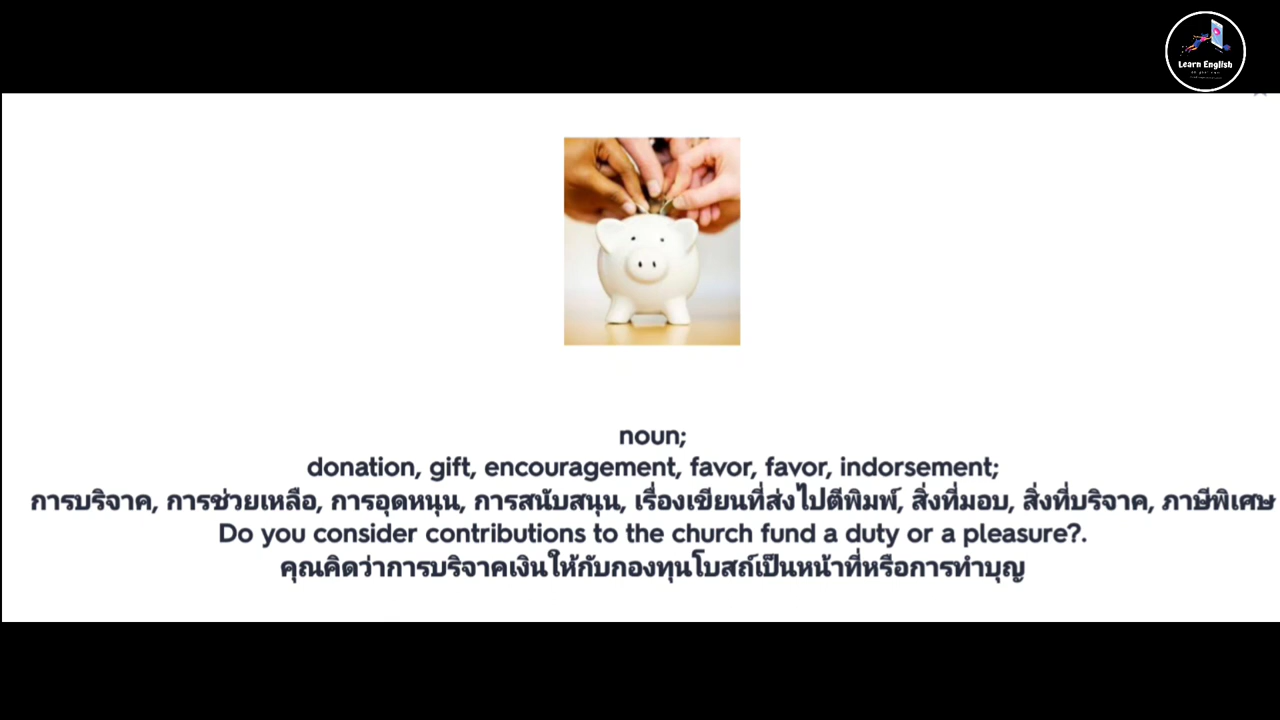 Learn English
noun;
donation, gift, encouragement, favor, favor, indorsement;
การบริจาค, การช่วยเหลือ, การอุดหนุน, การสนับสนุน, เรื่องเขียนที่ส่งไปตีพิมพ์, สิ่งที่มอบ, สิ่งที่บริจาค, ภาษีพิเศษ
Do you consider contributions to the church fund a duty or a pleasure?.
คุณคิดว่าการบริจาคเงินให้กับกองทุนโบสถ์เป็นหน้าที่หรือการทำบุญ